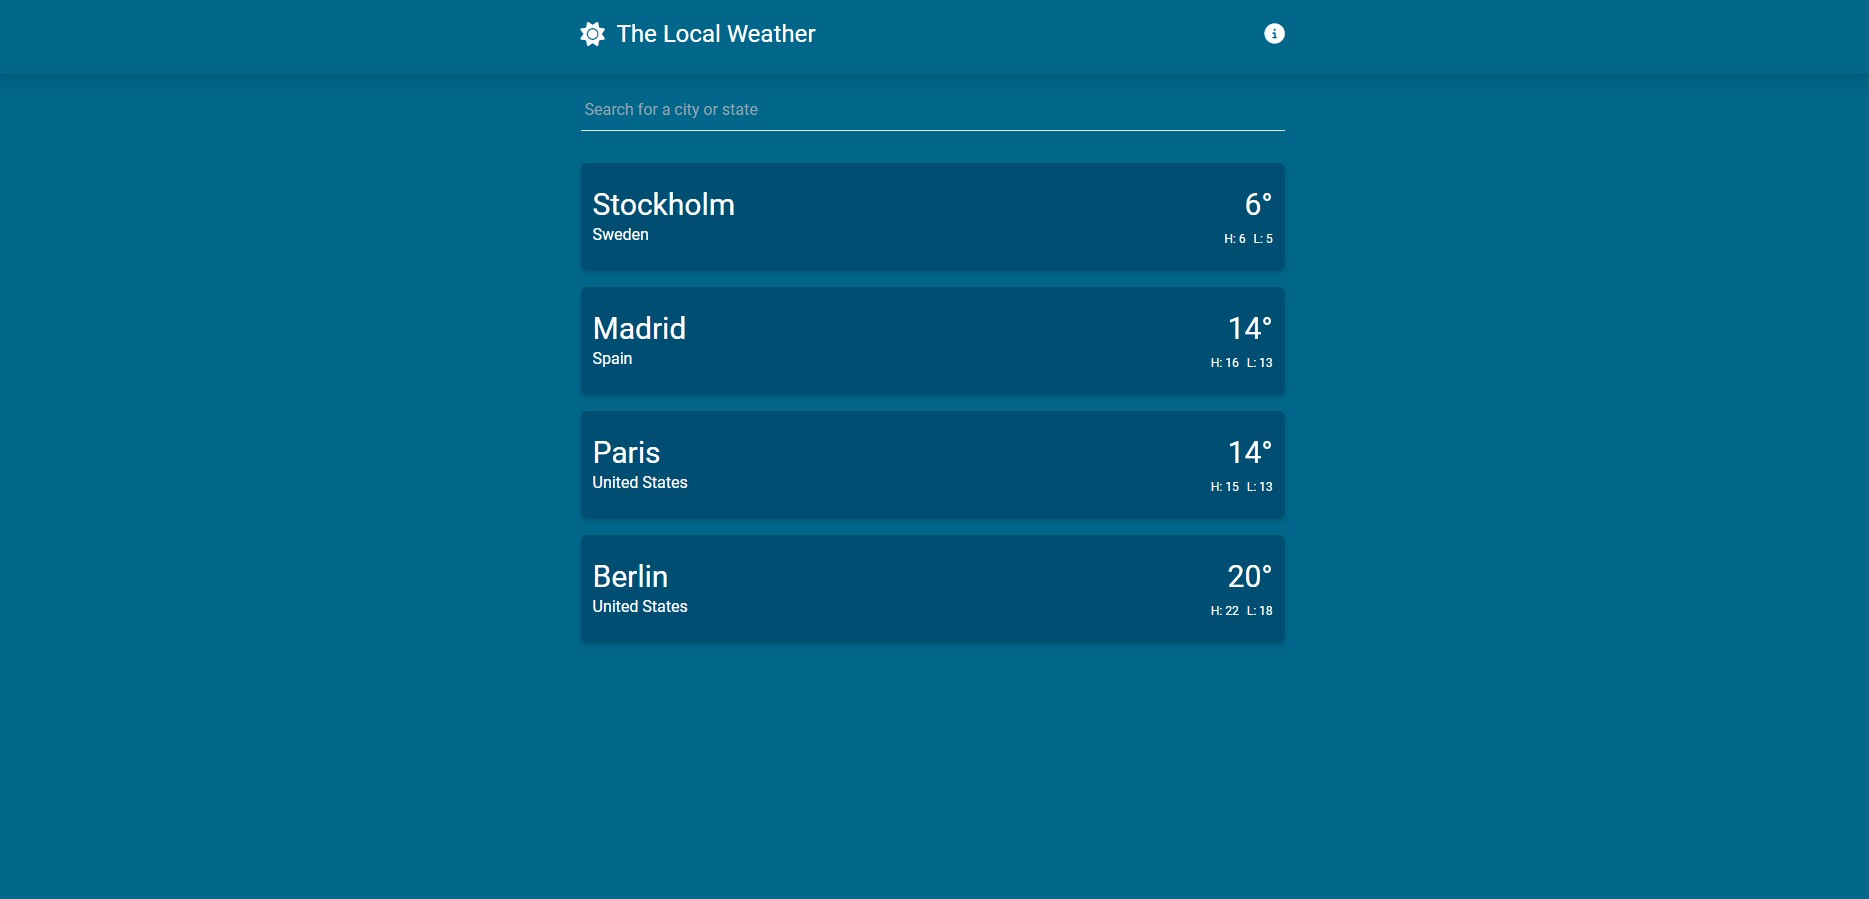 The Local Weather
Search for a city or state
Stockholm 6°
Sweden H: 6 L: 5
Madrid 14°
Spain H: 16 L: 13
Paris 14°
United States H: 15 L: 13
Berlin 20°
United States H: 22 L: 18